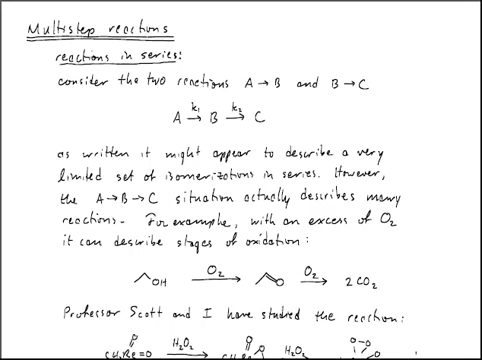 Multistep reactions
reactions in series:
consider the two reactions A → B and B → C
A k₁→ B k₂→ C
as written it might appear to describe a very
limited set of isomerizations in series. However,
the A → B → C situation actually describes many
reactions. For example, with an excess of O₂
it can describe stages of oxidation:
OH O₂→ O O₂→ 2 CO₂
Professor Scott and I have studied the reaction:
H₂O₂→ H₂O₂